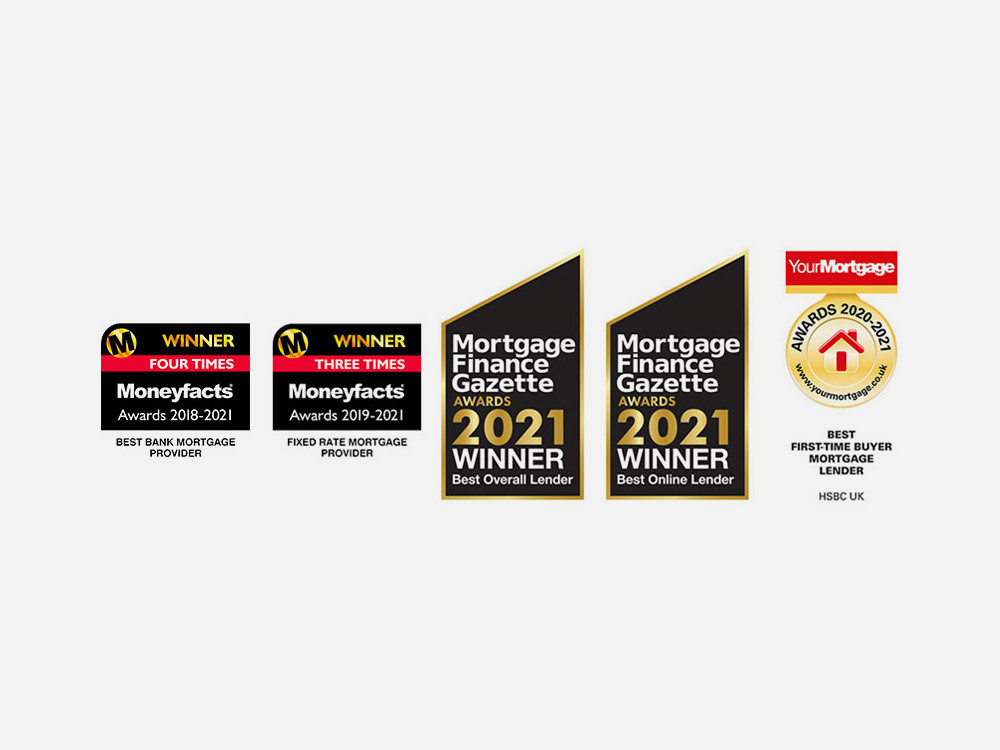 M WINNER
FOUR TIMES
Moneyfacts®
Awards 2018-2021
BEST BANK MORTGAGE
PROVIDER
M WINNER
THREE TIMES
Moneyfacts®
Awards 2019-2021
FIXED RATE MORTGAGE
PROVIDER
Mortgage
Finance
Gazette
AWARDS
2021
WINNER
Best Overall Lender
Mortgage
Finance
Gazette
AWARDS
2021
WINNER
Best Online Lender
YourMortgage
AWARDS 2020-2021
www.yourmortgage.co.uk
BEST
FIRST-TIME BUYER
MORTGAGE
LENDER
HSBC UK